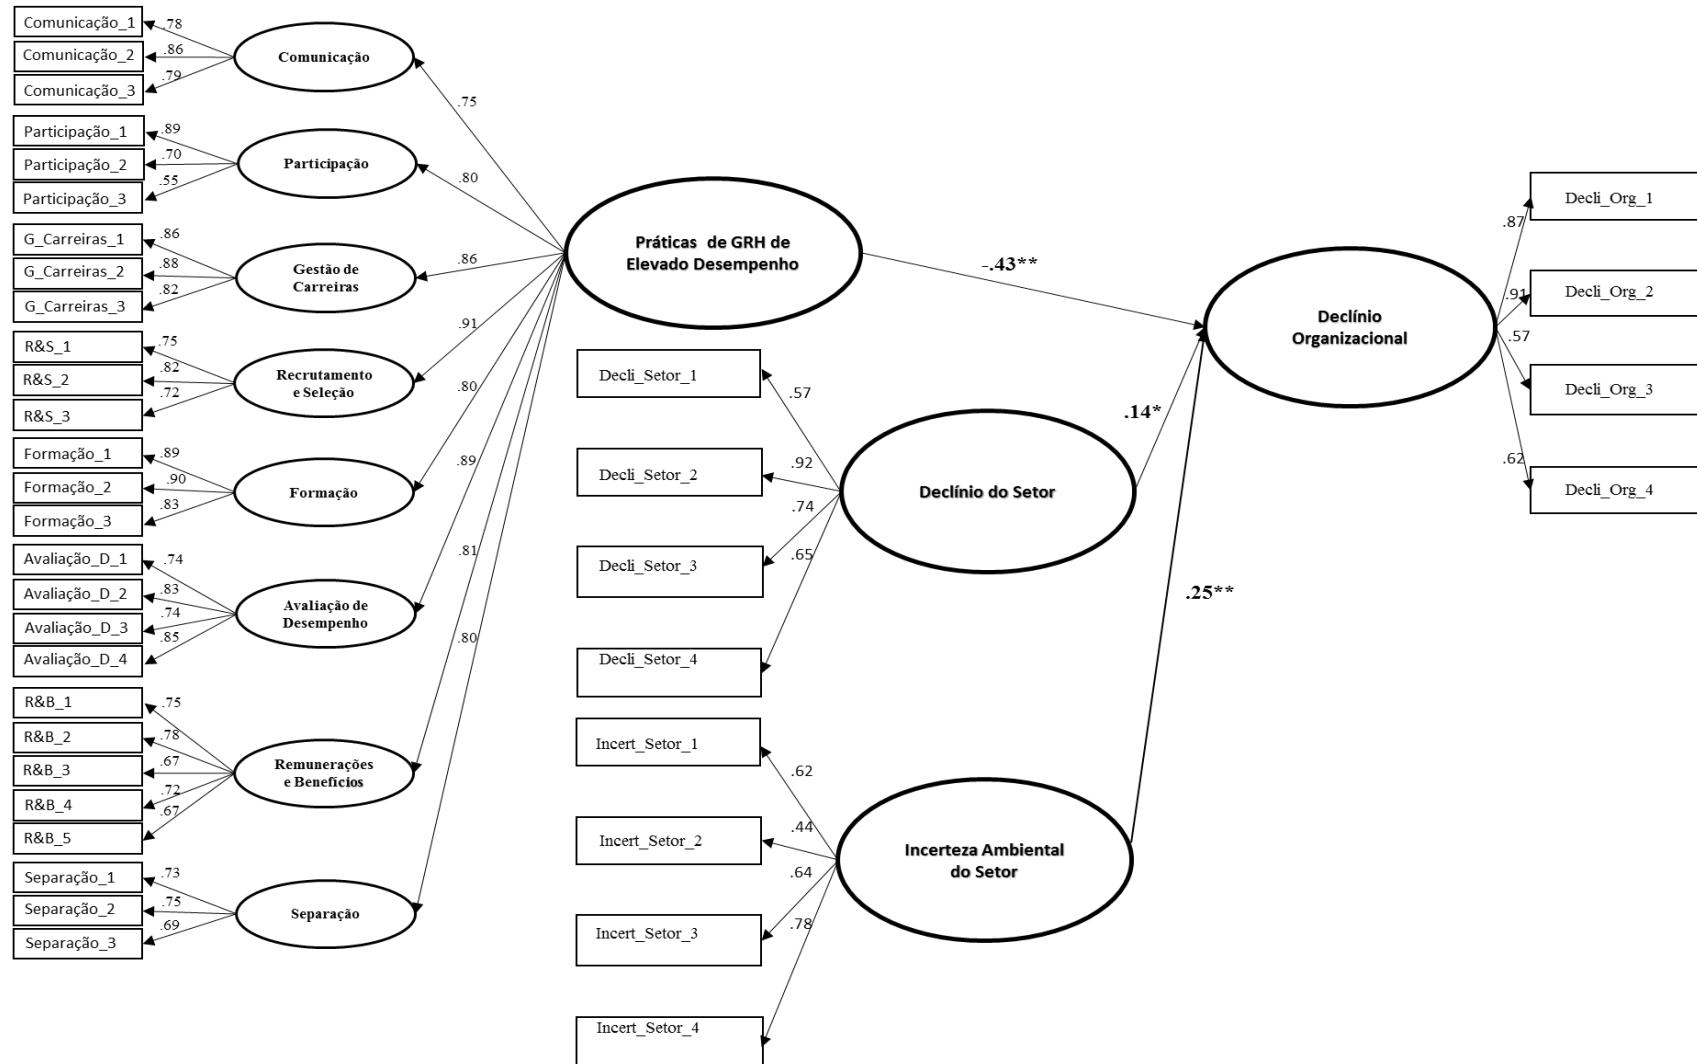 Comunicação_1
Comunicação_2
Comunicação_3
.78
.86
.79
Comunicação
.75
Participação_1
Participação_2
Participação_3
.89
.70
.55
Participação
.80
G_Carreiras_1
G_Carreiras_2
G_Carreiras_3
.86
.88
.82
Gestão de
Carreiras
.86
R&S_1
R&S_2
R&S_3
.75
.82
.72
Recrutamento
e Seleção
.91
Formação_1
Formação_2
Formação_3
.89
.90
.83
Formação
.80
Avaliação_D_1
Avaliação_D_2
Avaliação_D_3
Avaliação_D_4
.74
.83
.74
.85
Avaliação de
Desempenho
.89
R&B_1
R&B_2
R&B_3
R&B_4
R&B_5
.75
.78
.67
.72
.67
Remunerações
e Benefícios
.81
Separação_1
Separação_2
Separação_3
.73
.75
.69
Separação
.80
Práticas de GRH de
Elevado Desempenho
-.43**
Decli_Setor_1
Decli_Setor_2
Decli_Setor_3
Decli_Setor_4
.57
.92
.74
.65
Declínio do Setor
.14*
Incert_Setor_1
Incert_Setor_2
Incert_Setor_3
Incert_Setor_4
.62
.44
.64
.78
Incerteza Ambiental
do Setor
.25**
Declínio
Organizacional
.87
.91
.57
.62
Decli_Org_1
Decli_Org_2
Decli_Org_3
Decli_Org_4